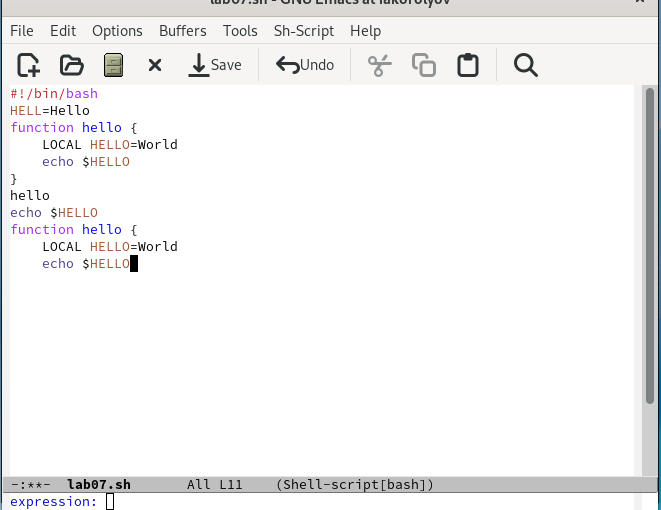 lab07.sh - GNU Emacs at fakorolyov
File Edit Options Buffers Tools Sh-Script Help
Save Undo
#!/bin/bash
HELL=Hello
function hello {
    LOCAL HELLO=World
    echo $HELLO
}
hello
echo $HELLO
function hello {
    LOCAL HELLO=World
    echo $HELLO
-:**- lab07.sh All L11 (Shell-script[bash])
expression: